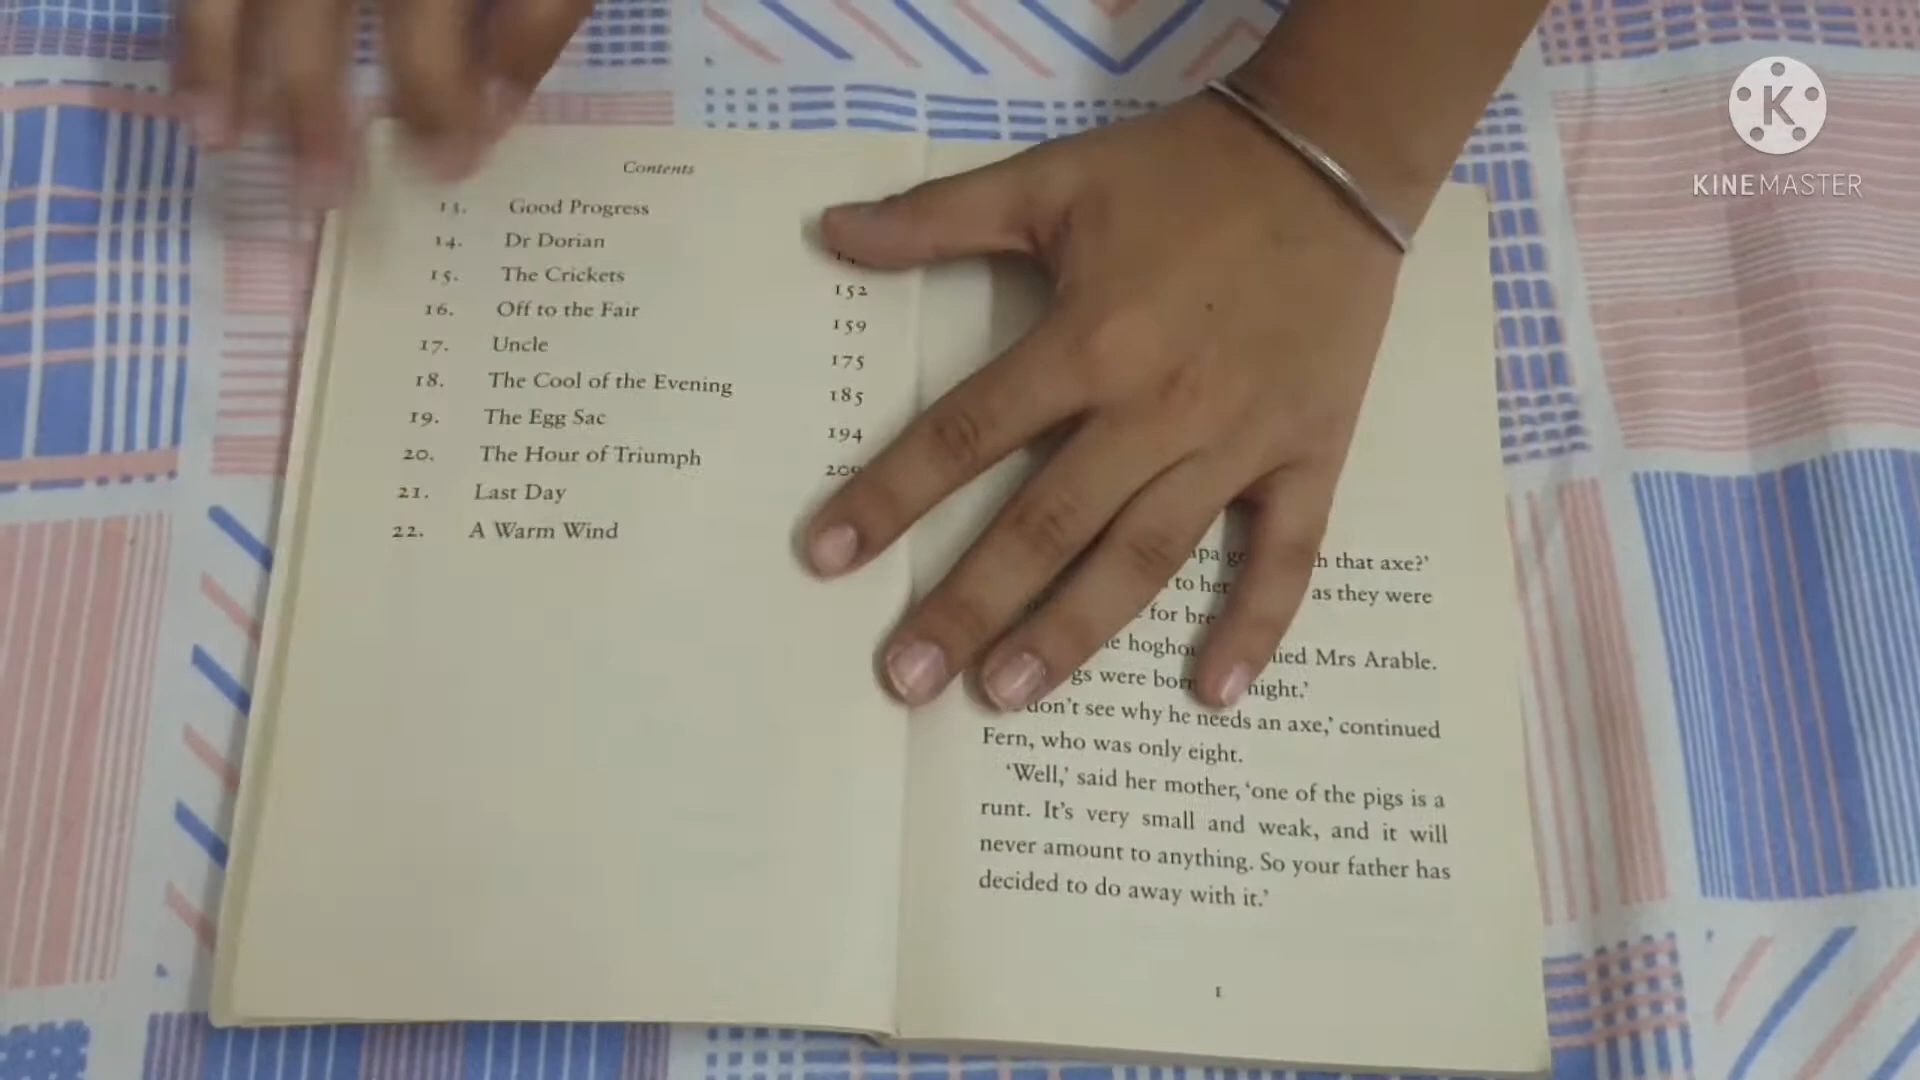 Contents
13. Good Progress
14. Dr Dorian
15. The Crickets 152
16. Off to the Fair 159
17. Uncle 175
18. The Cool of the Evening 185
19. The Egg Sac 194
20. The Hour of Triumph
21. Last Day
22. A Warm Wind
that axe?'
to her as they were
for
Mrs Arable.
were night.'
don't see why he needs an axe,' continued
Fern, who was only eight.
'Well,' said her mother, 'one of the pigs is a
runt. It's very small and weak, and it will
never amount to anything. So your father has
decided to do away with it.'
1
K
KINEMASTER